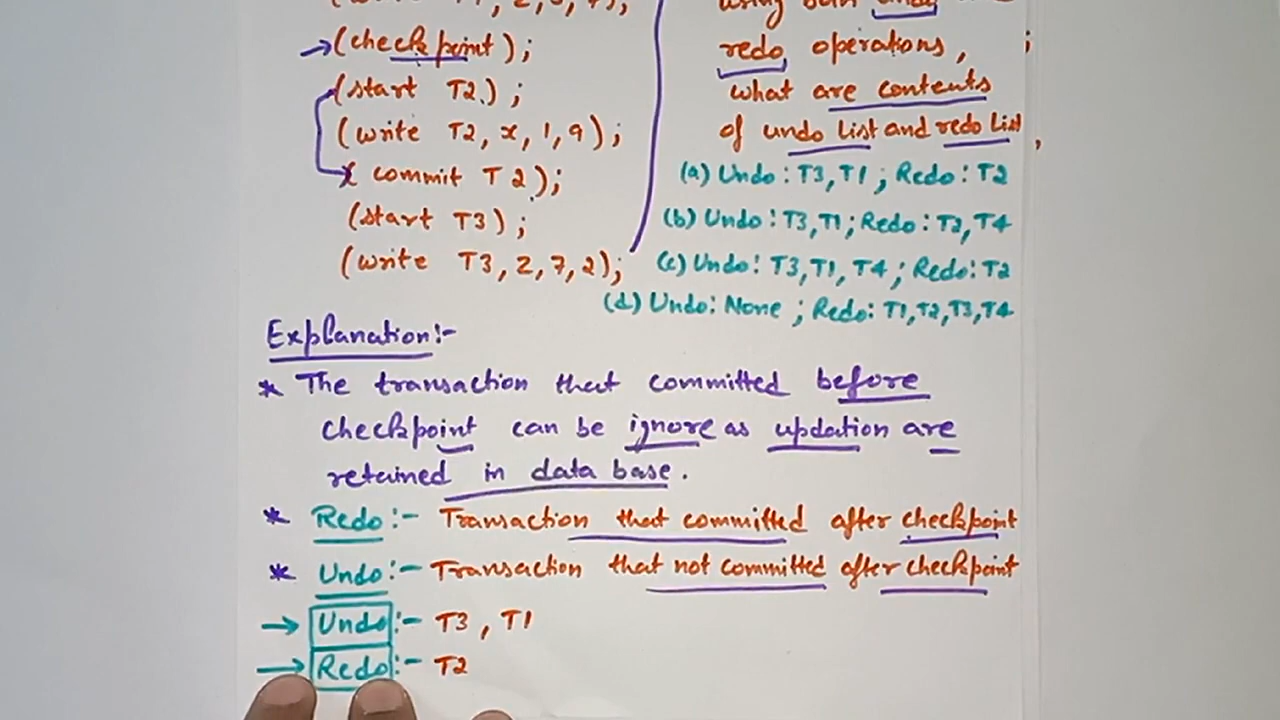 (checkpoint);
(start T2);
(write T2, x, 1, 9);
( commit T2);
(start T3);
(write T3, z, 7, 2);
redo operations,
what are contents
of undo List and redo List,
(a) Undo: T3, T1; Redo: T2
(b) Undo: T3, T1; Redo: T2, T4
(c) Undo: T3, T1, T4; Redo: T2
(d) Undo: None; Redo: T1, T2, T3, T4
Explanation:-
* The transaction that committed before
checkpoint can be ignore as updation are
retained in data base.
* Redo:- Transaction that committed after checkpoint
* Undo:- Transaction that not committed after checkpoint
→ Undo:- T3, T1
→ Redo:- T2